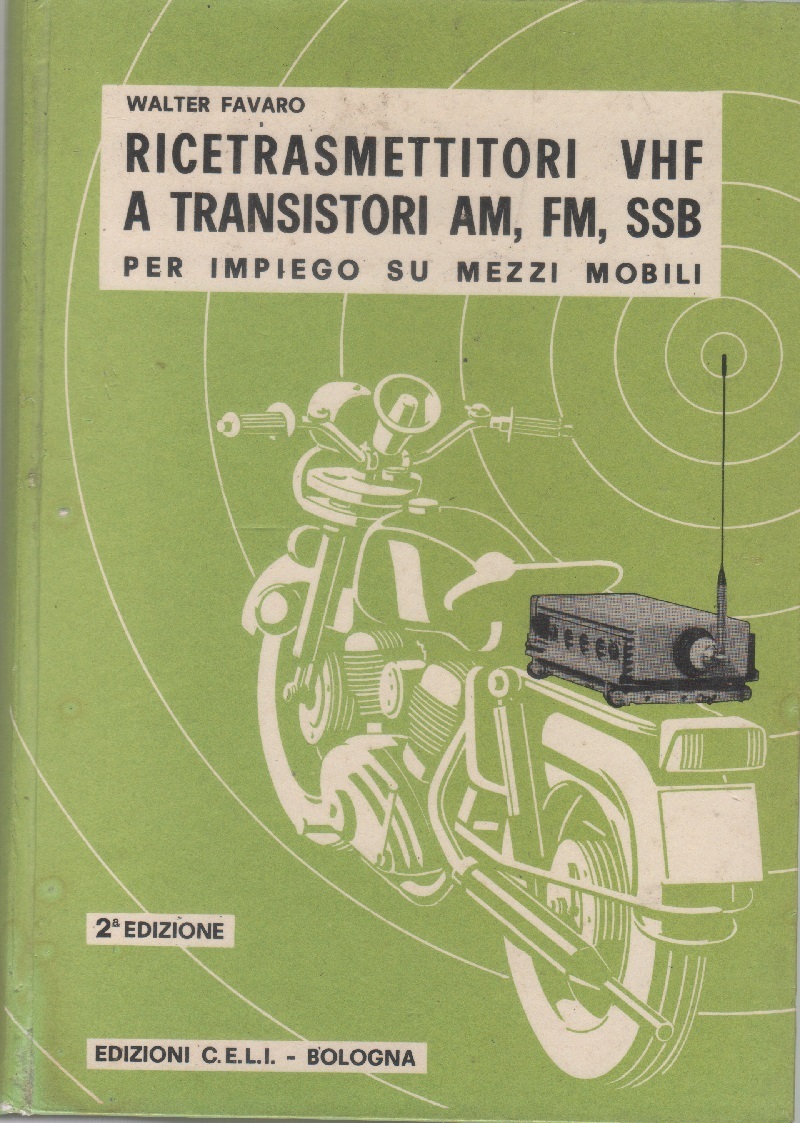 WALTER FAVARO
RICETRASMETTITORI VHF
A TRANSISTORI AM, FM, SSB
PER IMPIEGO SU MEZZI MOBILI
2ª EDIZIONE
EDIZIONI C.E.L.I. - BOLOGNA